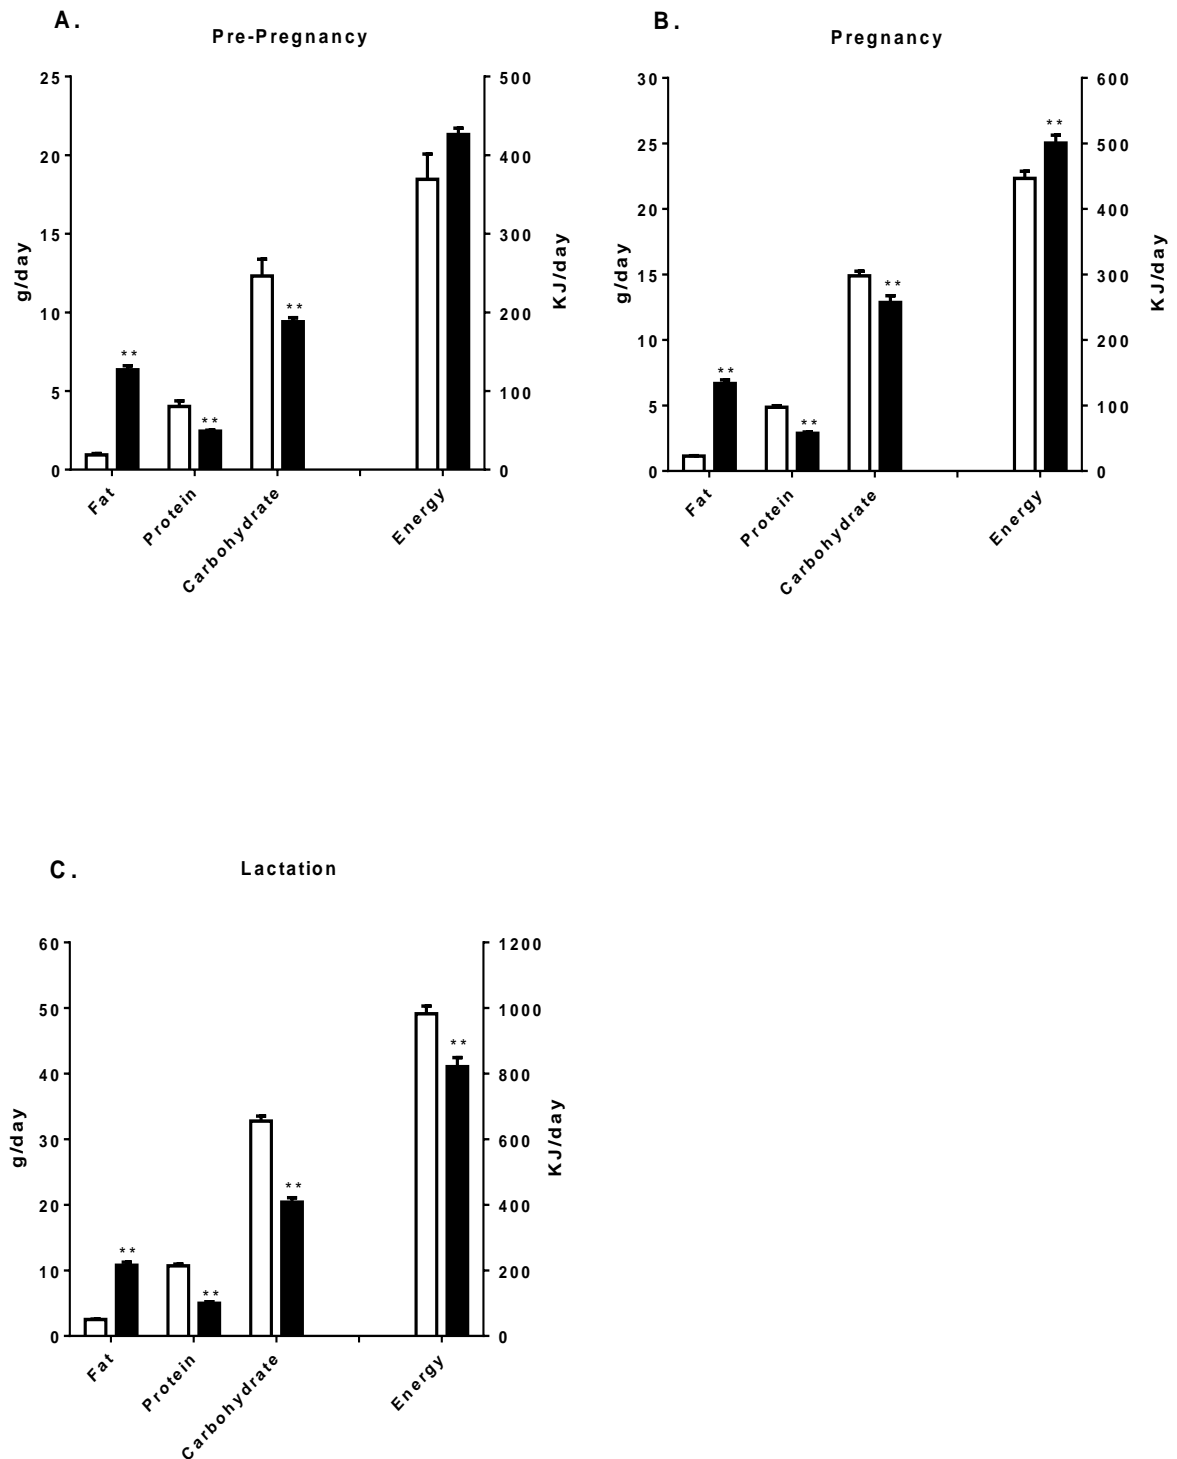 A.
Pre-Pregnancy
25
20
15
10
5
0
g/day
500
400
300
200
100
0
KJ/day
**
**
**
Fat
Protein
Carbohydrate
Energy
B.
Pregnancy
30
25
20
15
10
5
0
g/day
600
500
400
300
200
100
0
KJ/day
**
**
**
**
Fat
Protein
Carbohydrate
Energy
C.
Lactation
60
50
40
30
20
10
0
g/day
1200
1000
800
600
400
200
0
KJ/day
**
**
**
**
Fat
Protein
Carbohydrate
Energy